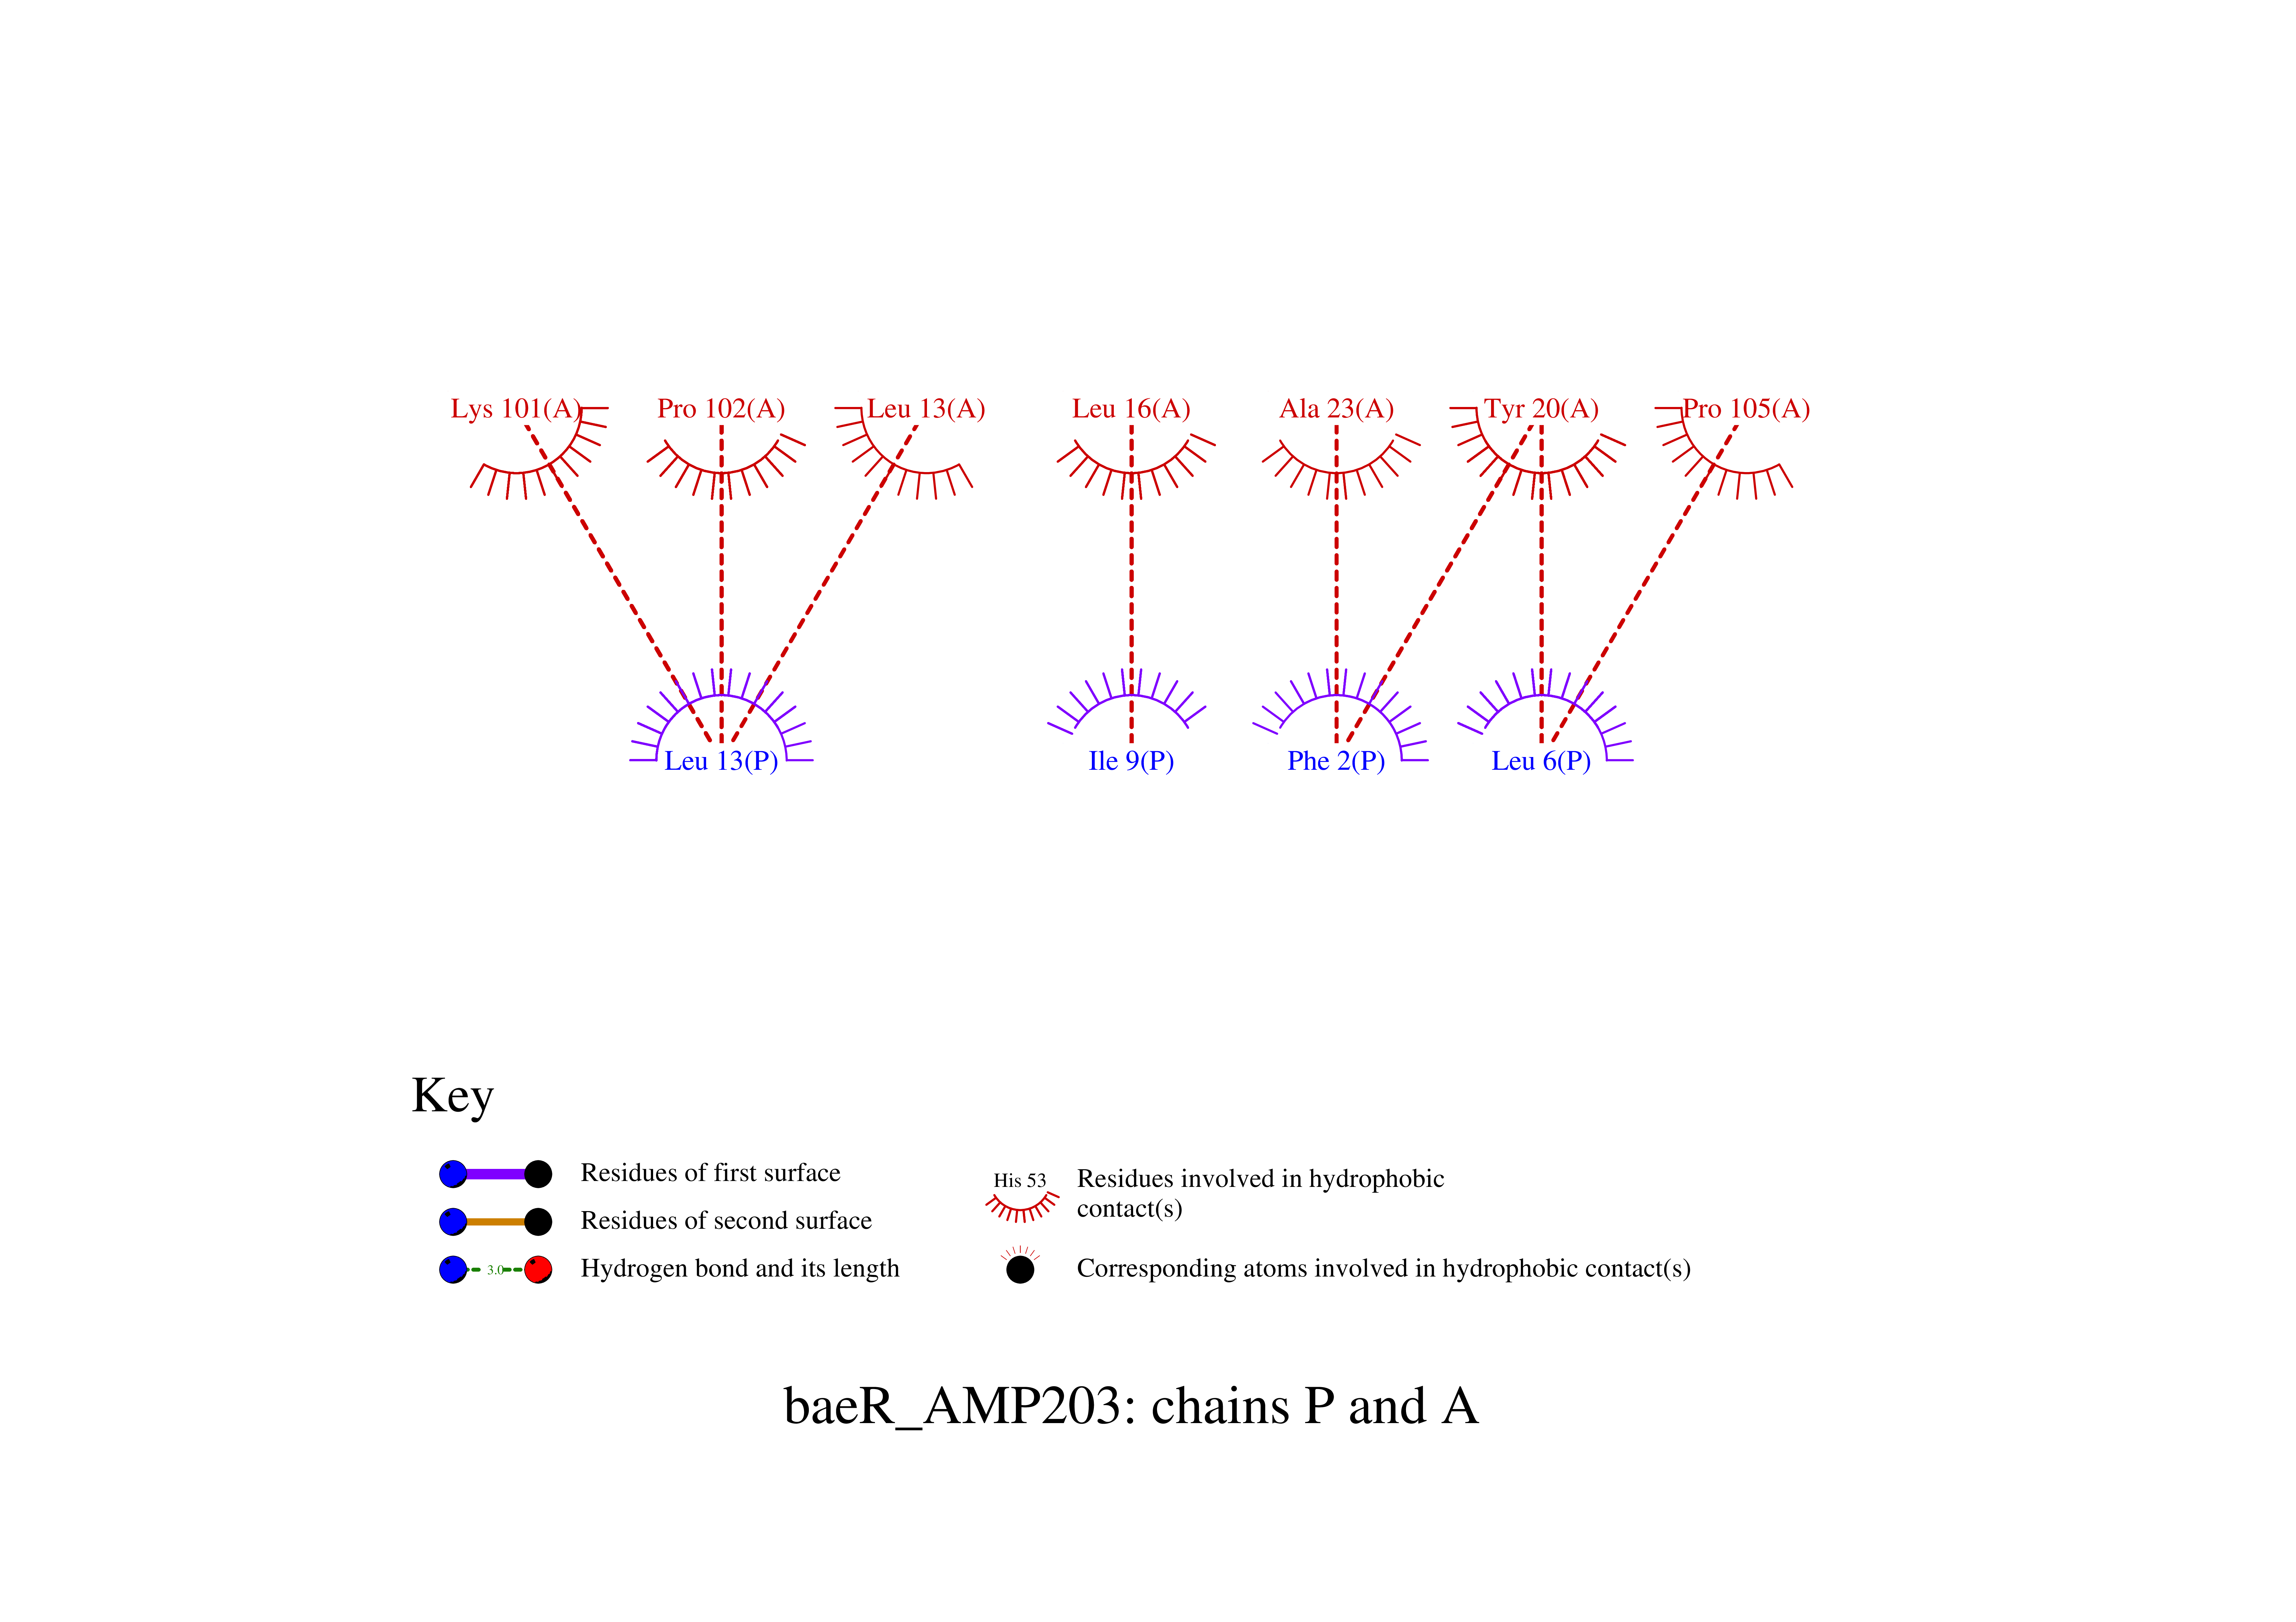 Lys 101(A) Pro 102(A) Leu 13(A) Leu 16(A) Ala 23(A) Tyr 20(A) Pro 105(A)
Leu 13(P) Ile 9(P) Phe 2(P) Leu 6(P)
Key
Residues of first surface
Residues of second surface
3.0 Hydrogen bond and its length
His 53 Residues involved in hydrophobic
contact(s)
Corresponding atoms involved in hydrophobic contact(s)
baeR_AMP203: chains P and A